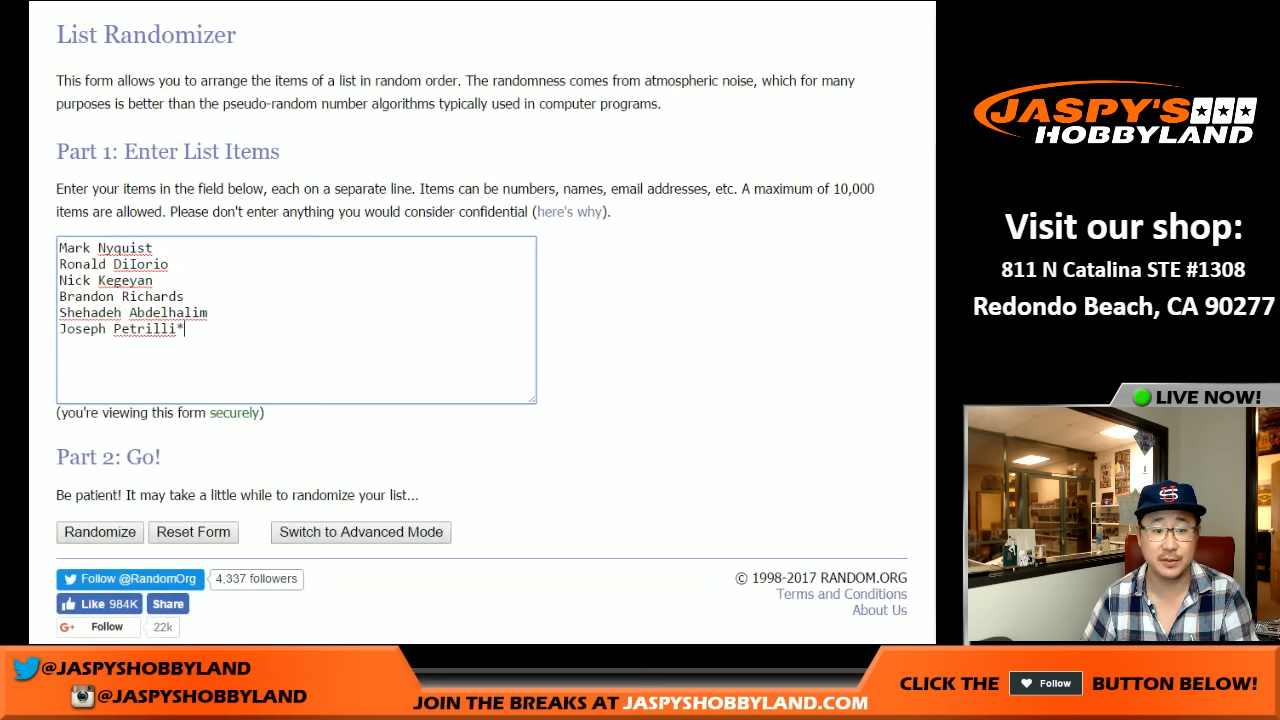 List Randomizer
This form allows you to arrange the items of a list in random order. The randomness comes from atmospheric noise, which for many
purposes is better than the pseudo-random number algorithms typically used in computer programs.
Part 1: Enter List Items
Enter your items in the field below, each on a separate line. Items can be numbers, names, email addresses, etc. A maximum of 10,000
items are allowed. Please don't enter anything you would consider confidential (here's why).
Mark Nyquist
Ronald DiIorio
Nick Kegeyan
Brandon Richards
Shehadeh Abdelhalim
Joseph Petrilli*
(you're viewing this form securely)
Part 2: Go!
Be patient! It may take a little while to randomize your list...
Randomize Reset Form Switch to Advanced Mode
Follow @RandomOrg 4,337 followers
Like 984K Share
G+ Follow 22k
© 1998-2017 RANDOM.ORG
Terms and Conditions
About Us
JASPY'S
HOBBYLAND
Visit our shop:
811 N Catalina STE #1308
Redondo Beach, CA 90277
LIVE NOW!
@JASPYSHOBBYLAND
@JASPYSHOBBYLAND
JOIN THE BREAKS AT JASPYSHOBBYLAND.COM
CLICK THE Follow BUTTON BELOW!